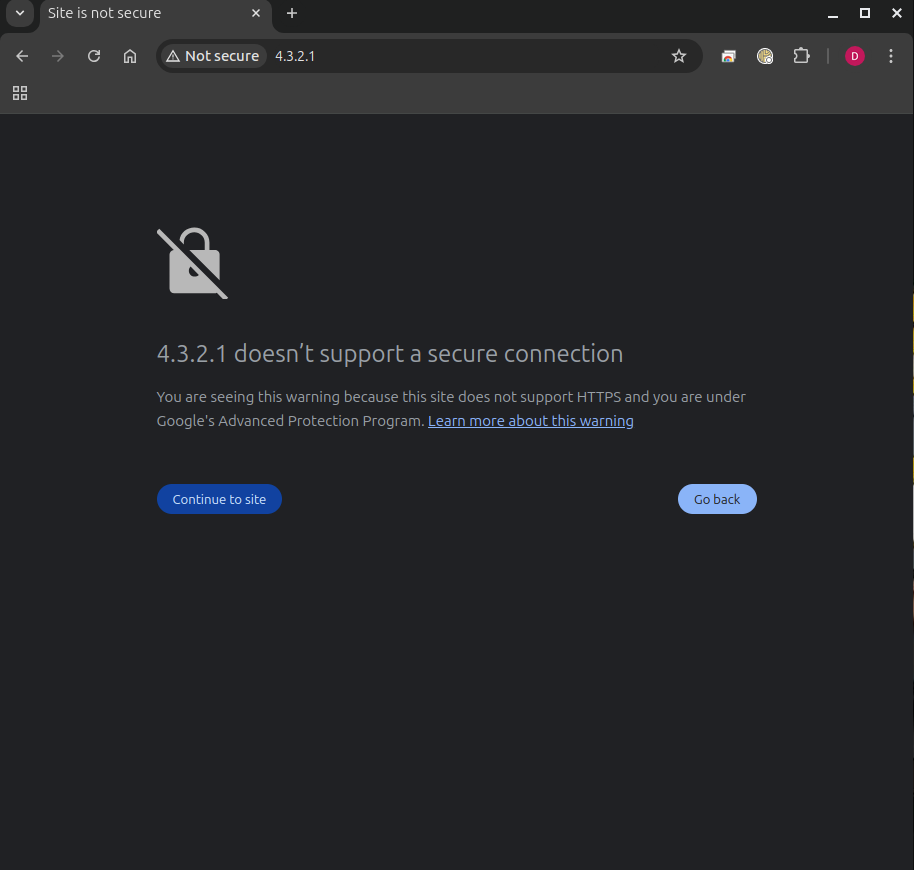 Site is not secure
Not secure 4.3.2.1
D
4.3.2.1 doesn’t support a secure connection
You are seeing this warning because this site does not support HTTPS and you are under
Google's Advanced Protection Program. Learn more about this warning
Continue to site
Go back